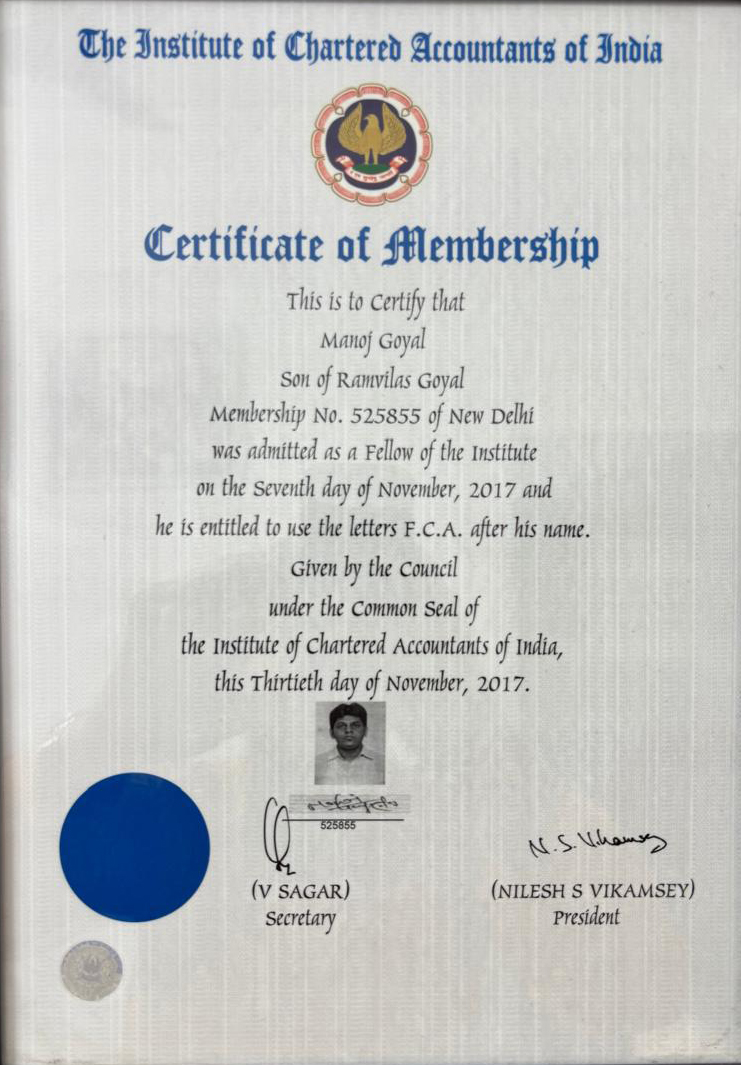 The Institute of Chartered Accountants of India
Certificate of Membership
This is to Certify that
Manoj Goyal
Son of Ramvilas Goyal
Membership No. 525855 of New Delhi
was admitted as a Fellow of the Institute
on the Seventh day of November, 2017 and
he is entitled to use the letters F.C.A. after his name.
Given by the Council
under the Common Seal of
the Institute of Chartered Accountants of India,
this Thirtieth day of November, 2017.
525855
N. S. Vikamsey
(V SAGAR)
Secretary
(NILESH S VIKAMSEY)
President